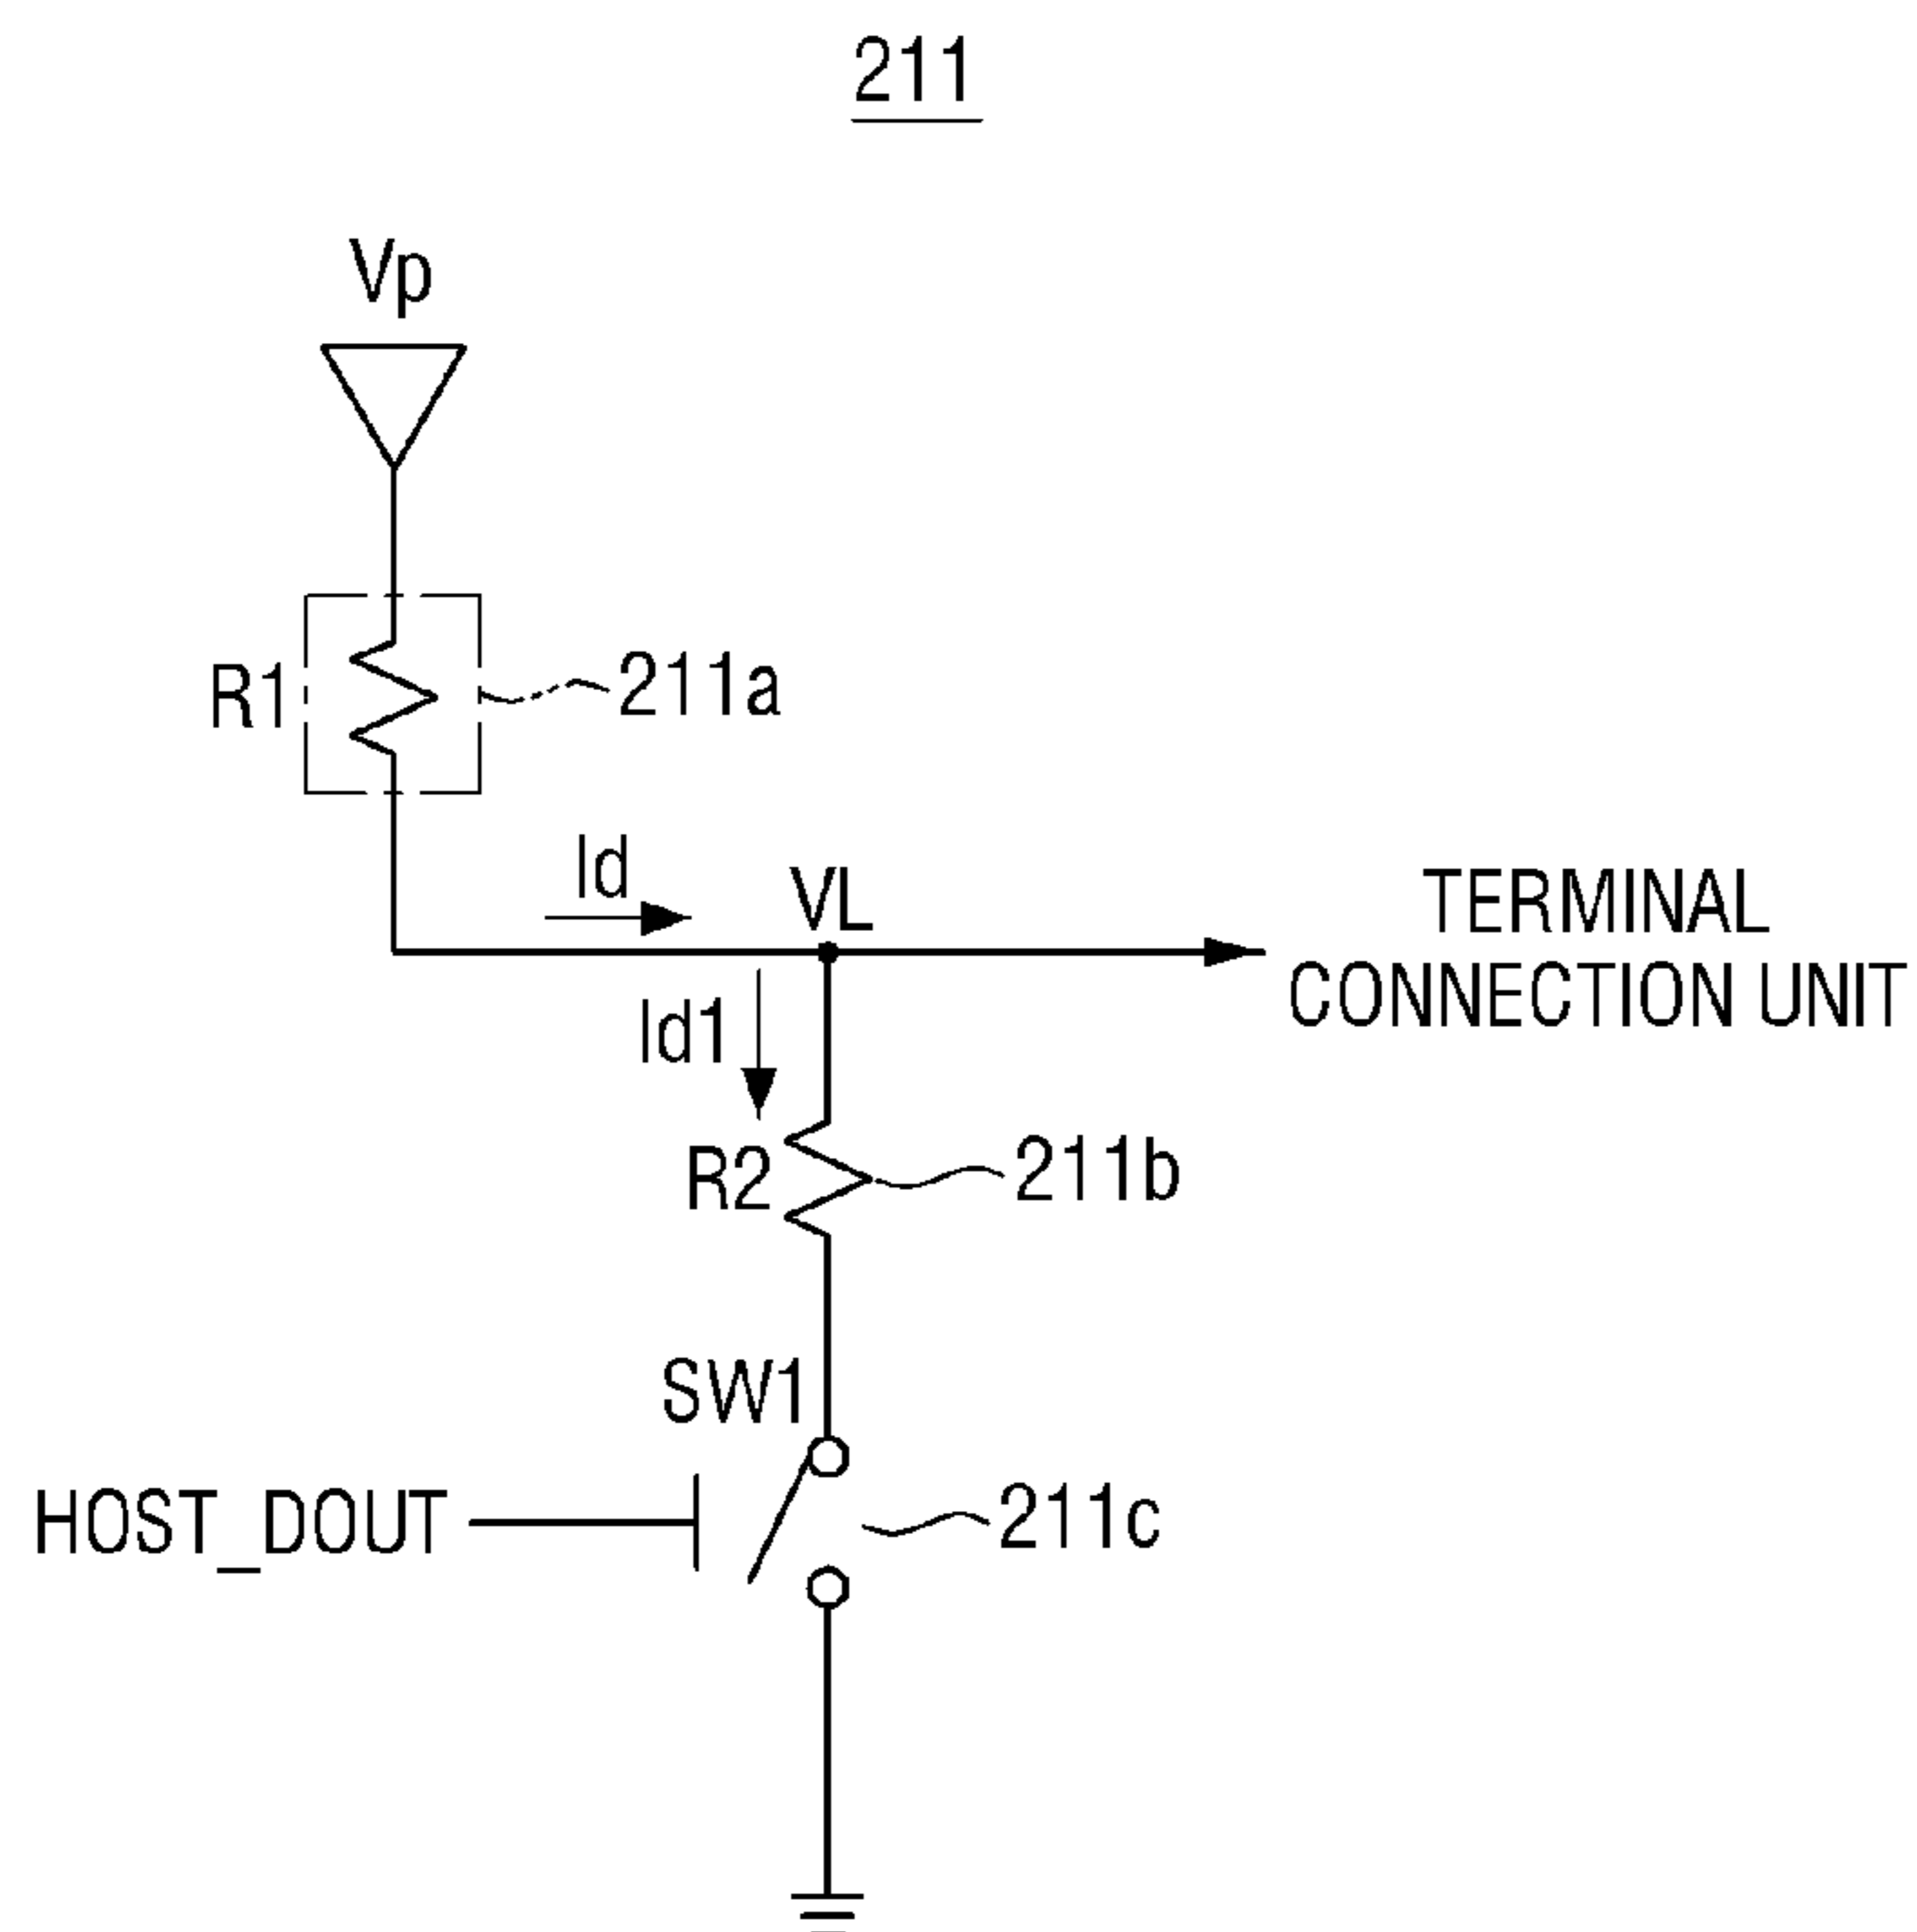 211
Vp
R1
211a
Id
VL
TERMINAL
CONNECTION UNIT
Id1
R2
211b
SW1
HOST_DOUT
211c